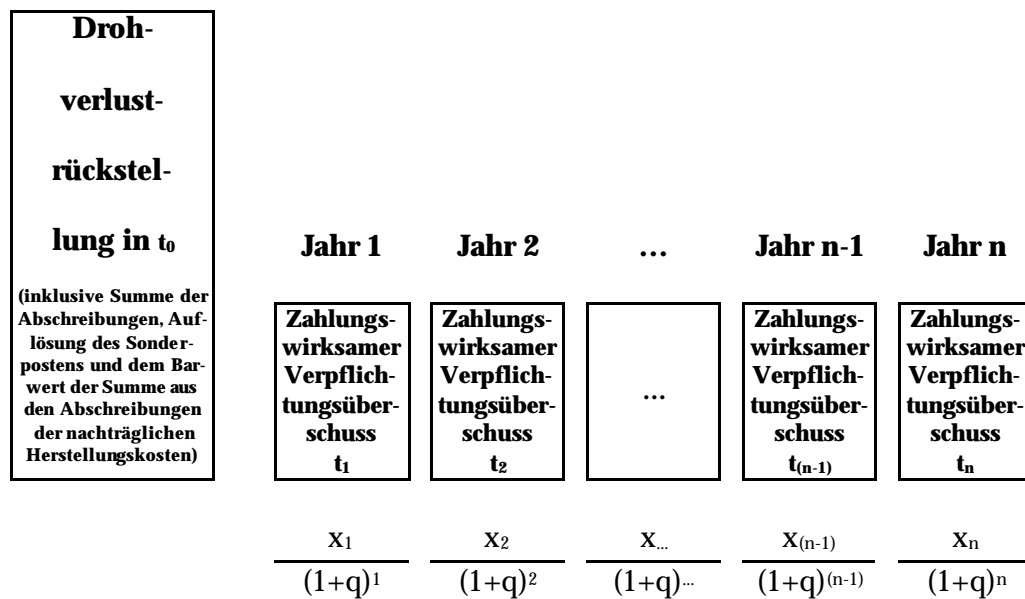 Droh-
verlust-
rückstel-
lung in t₀
(inklusive Summe der
Abschreibungen, Auf-
lösung des Sonder-
postens und dem Bar-
wert der Summe aus
den Abschreibungen
der nachträglichen
Herstellungskosten)
Jahr 1 Jahr 2 … Jahr n-1 Jahr n
Zahlungs-
wirksamer
Verpflich-
tungsüber-
schuss
t₁
Zahlungs-
wirksamer
Verpflich-
tungsüber-
schuss
t₂
…
Zahlungs-
wirksamer
Verpflich-
tungsüber-
schuss
t₍ₙ₋₁₎
Zahlungs-
wirksamer
Verpflich-
tungsüber-
schuss
tₙ
x₁ x₂ x… x₍ₙ₋₁₎ xₙ
(1+q)¹ (1+q)² (1+q)… (1+q)⁽ⁿ⁻¹⁾ (1+q)ⁿ